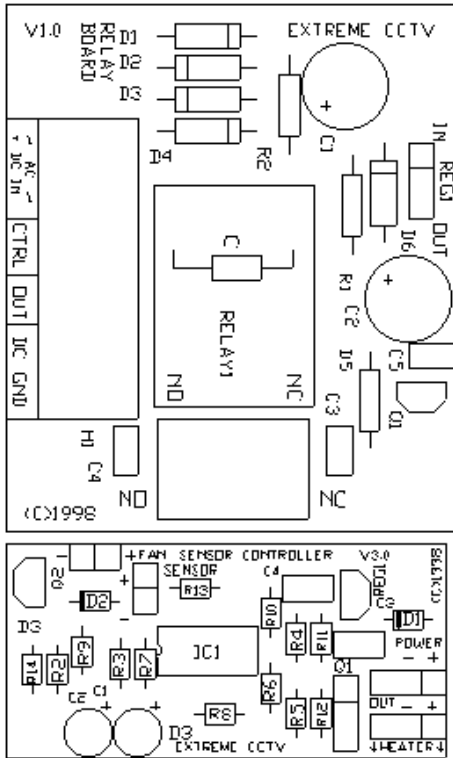 V1.0
RELAY
BOARD
D1
D2
D3
D4
EXTREME CCTV
R2
C1
IN
REG1
OUT
D6
R1
C2
~ AC ~
+ DC IN -
CTRL
OUT
DC GND
C
RELAY1
NO
NC
D5
C5
Q1
C3
H1
C4
NO
NC
(C)1998
- + FAN SENSOR CONTROLLER
V3.0
(C)1998
Q2
D2
+
-
SENSOR
R13
C4
REG1
C3
D1
D3
R14
R2
R9
R3
R7
IC1
R10
R4
R11
POWER
- +
Q1
R6
R5
R12
OUT
- +
C2
C1
+
+
D3
R8
EXTREME CCTV
HEATER